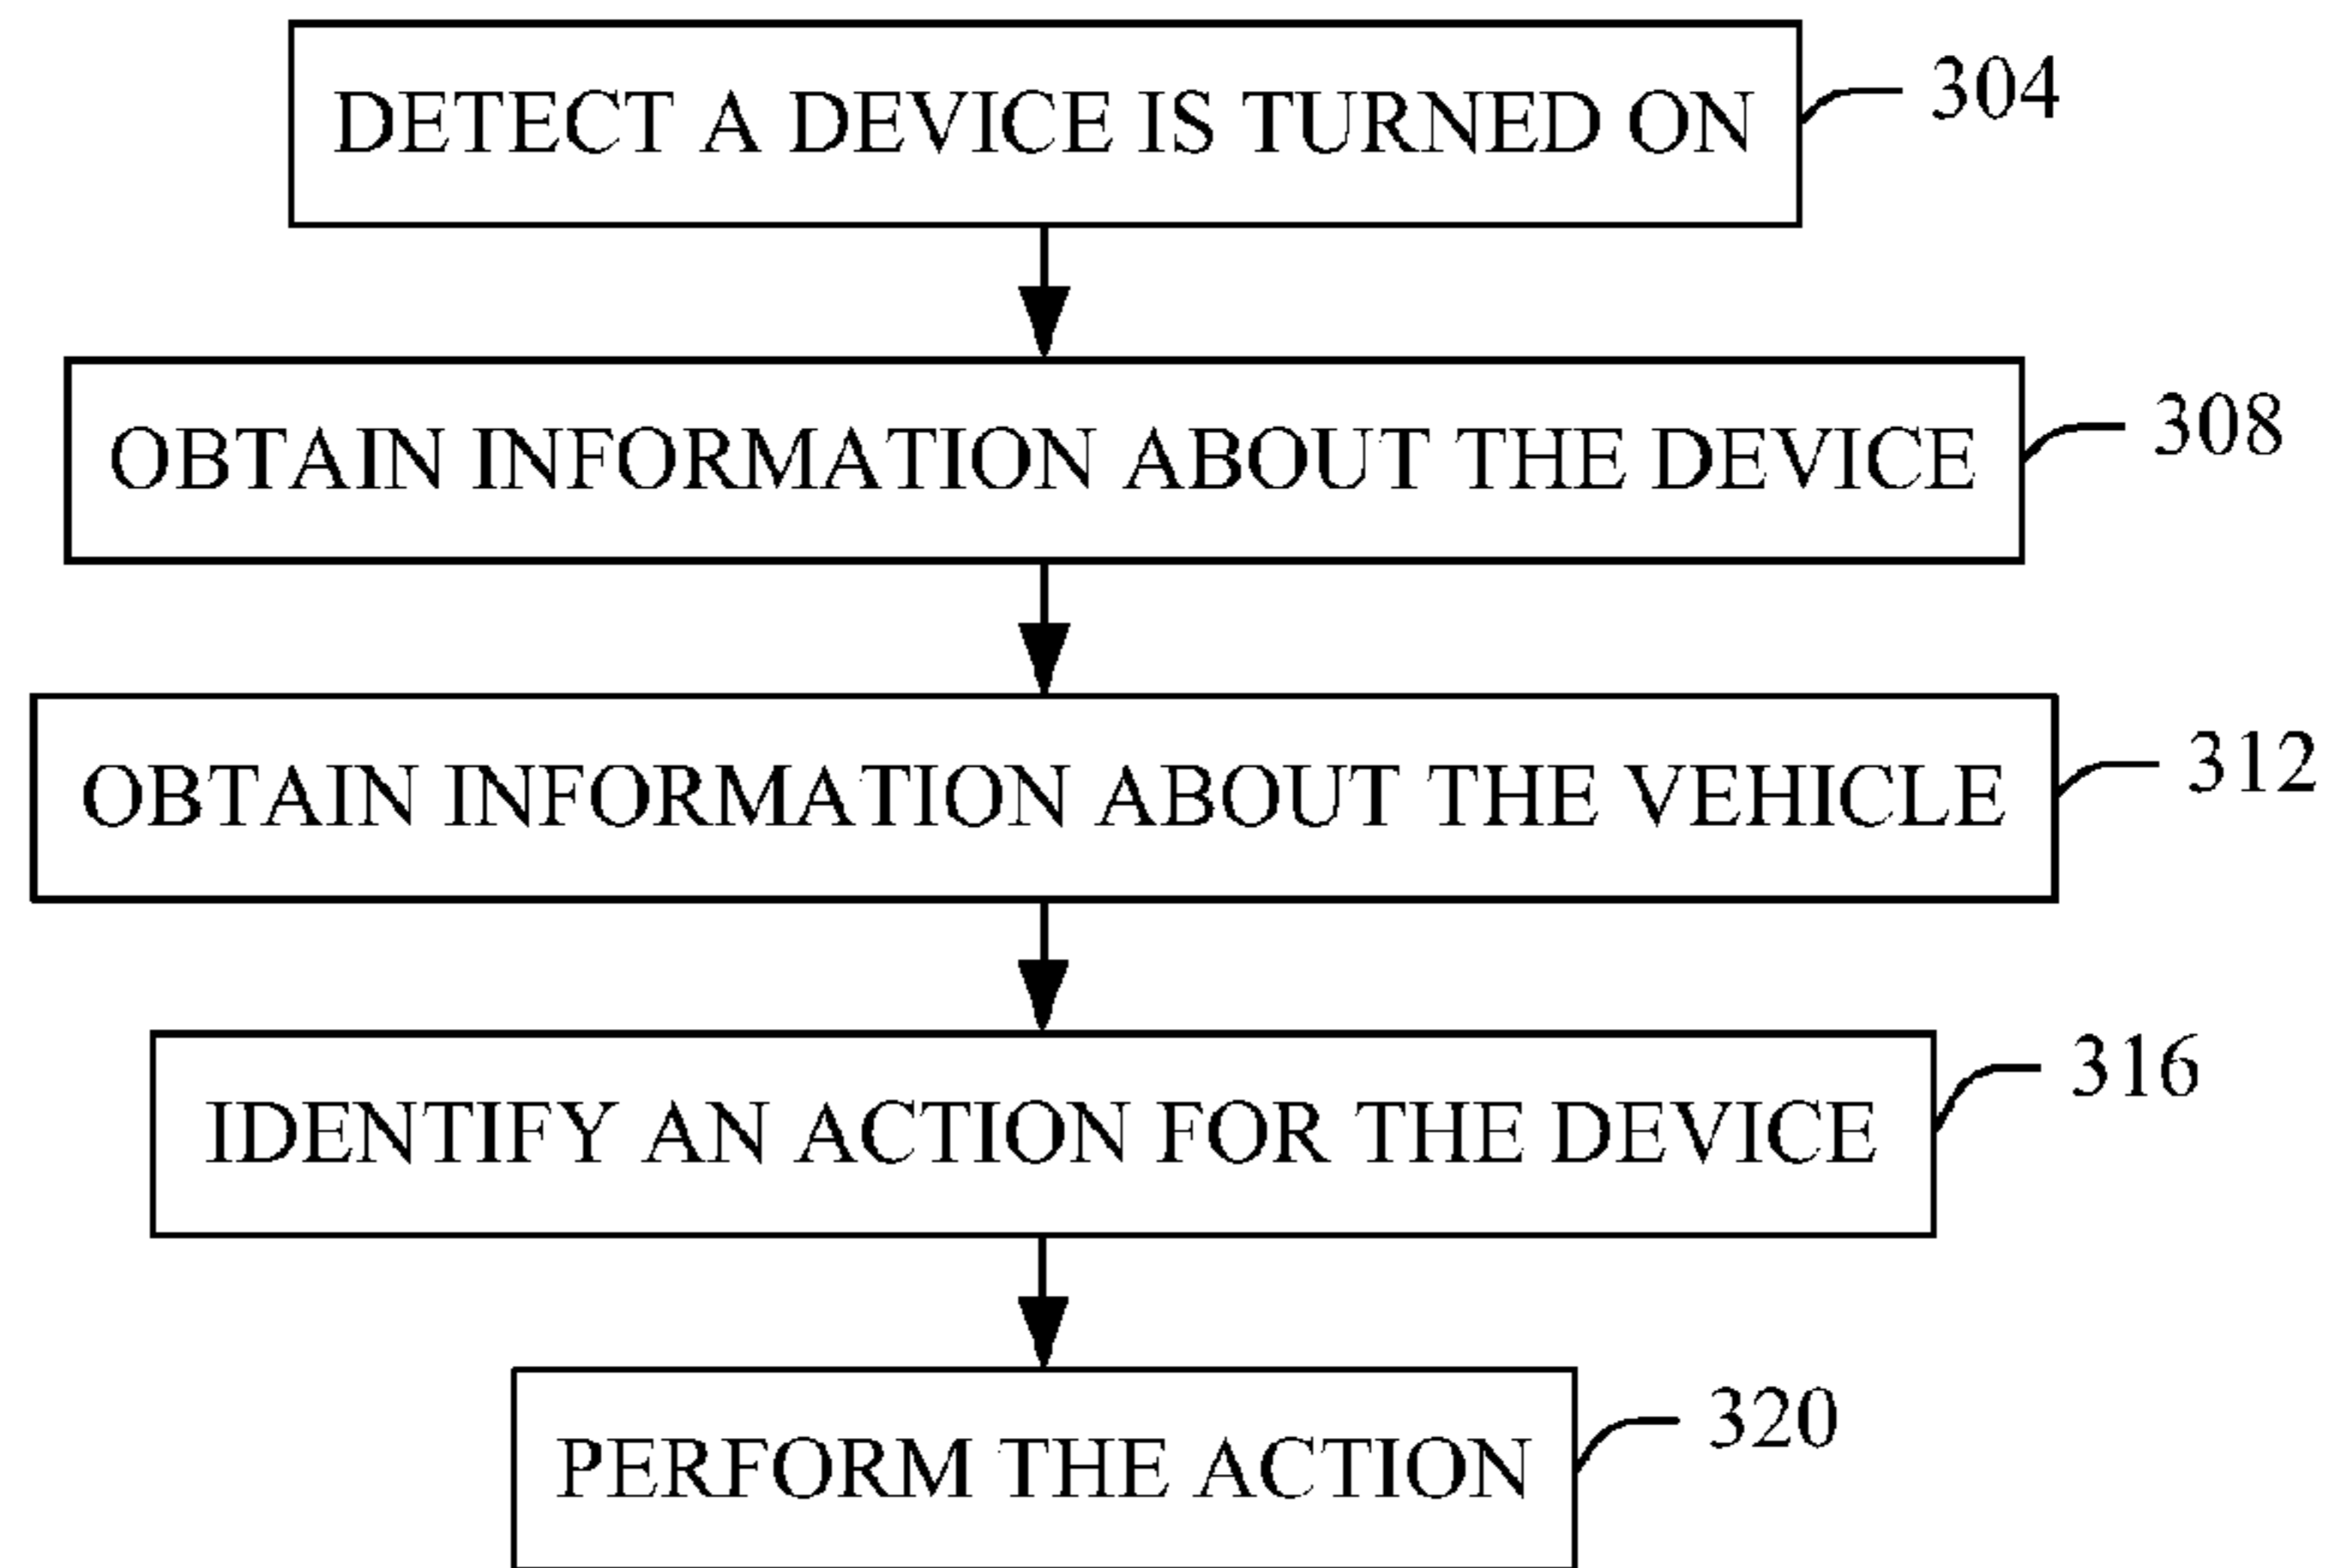 DETECT A DEVICE IS TURNED ON
304
OBTAIN INFORMATION ABOUT THE DEVICE
308
OBTAIN INFORMATION ABOUT THE VEHICLE
312
IDENTIFY AN ACTION FOR THE DEVICE
316
PERFORM THE ACTION
320